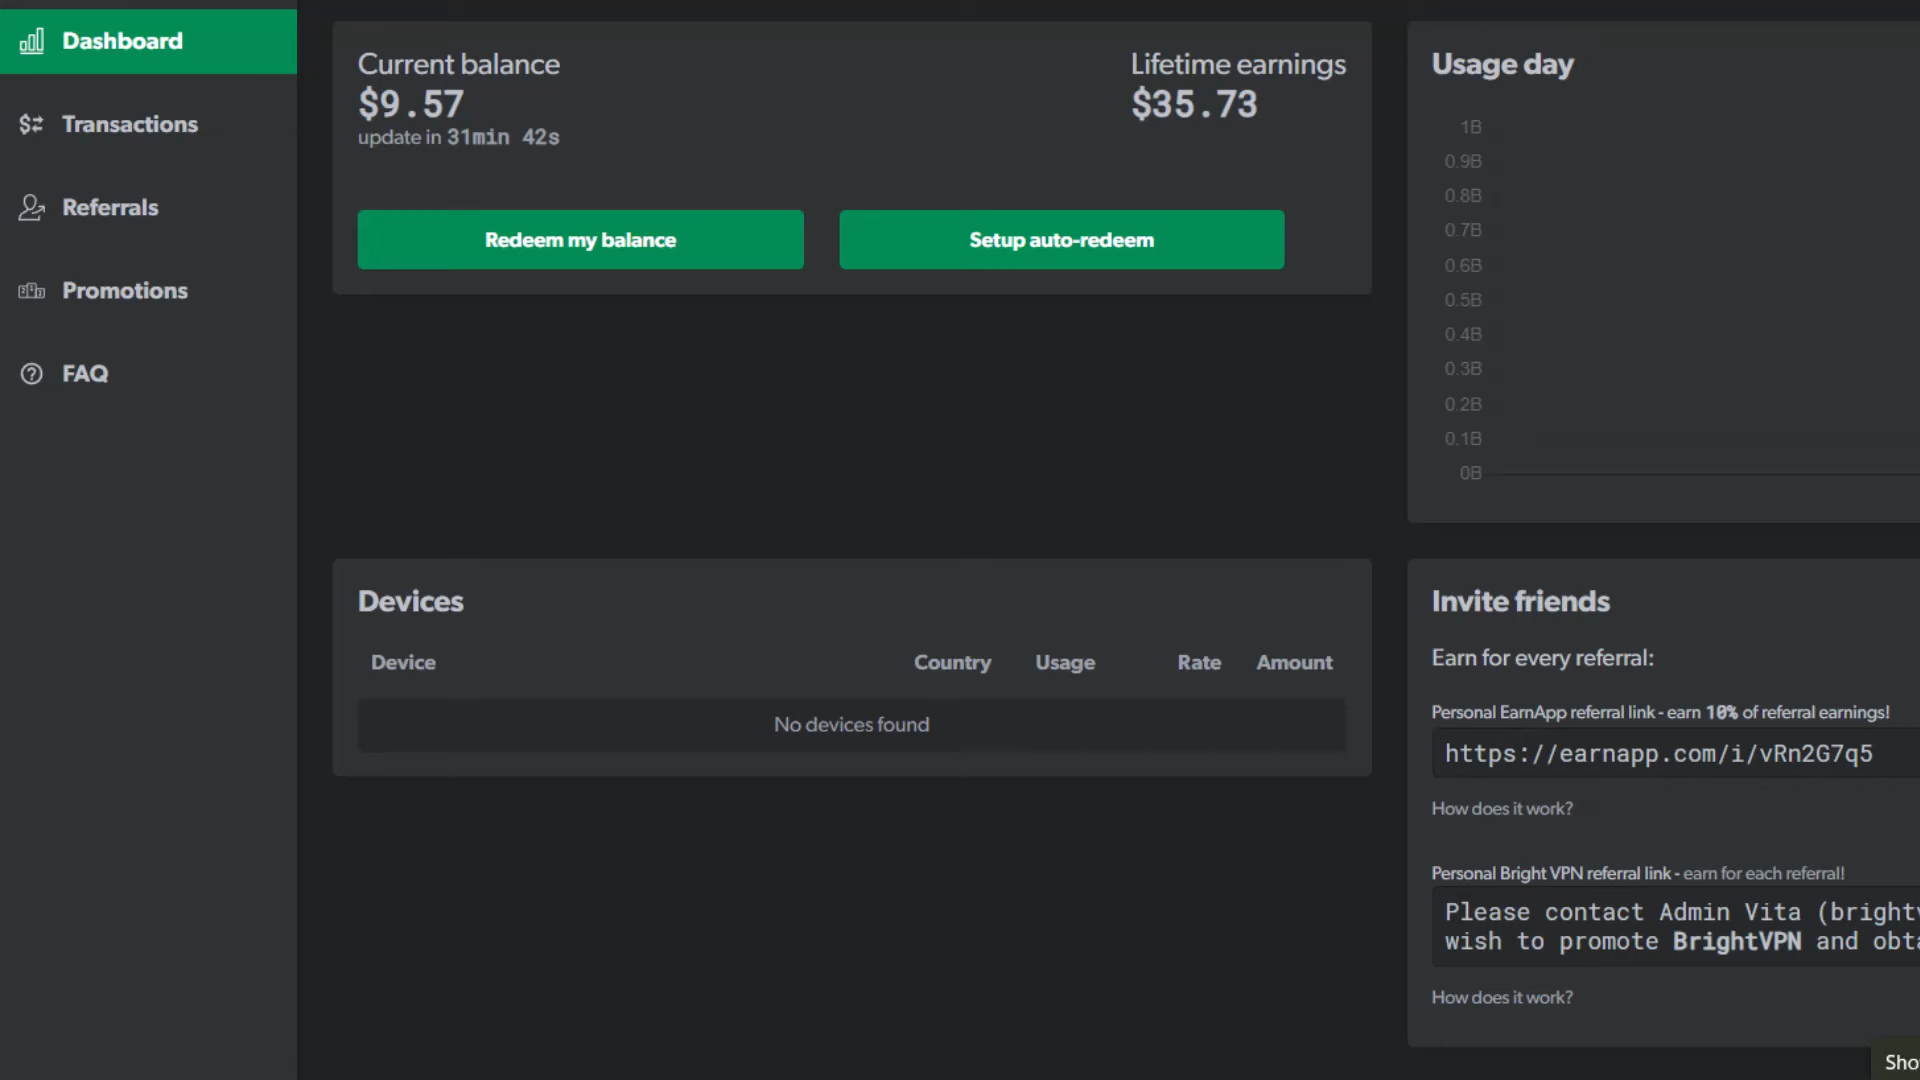 Dashboard
Transactions
Referrals
Promotions
FAQ
Current balance
$9.57
update in 31min 42s
Lifetime earnings
$35.73
Redeem my balance
Setup auto-redeem
Usage day
1B
0.9B
0.8B
0.7B
0.6B
0.5B
0.4B
0.3B
0.2B
0.1B
0B
Devices
Device Country Usage Rate Amount
No devices found
Invite friends
Earn for every referral:
Personal EarnApp referral link - earn 10% of referral earnings!
https://earnapp.com/i/vRn2G7q5
How does it work?
Personal Bright VPN referral link - earn for each referral!
Please contact Admin Vita (brightv
wish to promote BrightVPN and obta
How does it work?
Sho